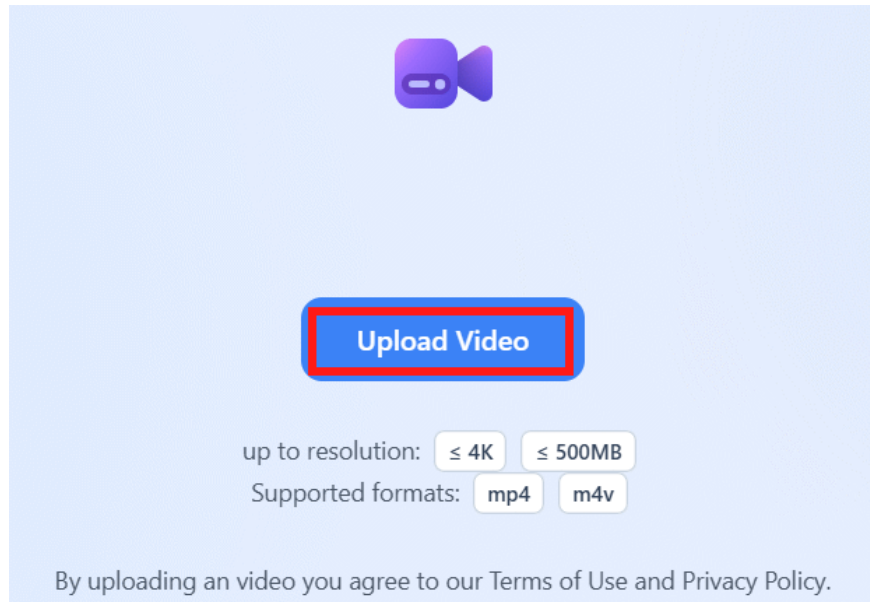 Upload Video
up to resolution: ≤ 4K ≤ 500MB
Supported formats: mp4 m4v
By uploading an video you agree to our Terms of Use and Privacy Policy.